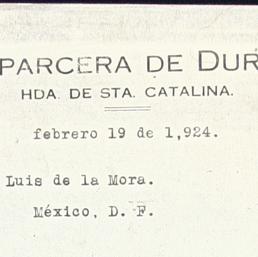 PARCERA DE DUR
HDA. DE STA. CATALINA.
febrero 19 de 1,924.
Luis de la Mora.
México, D. F.